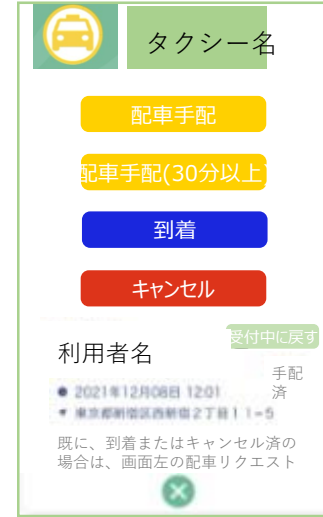 タクシー名
配車手配
配車手配(30分以上)
到着
キャンセル
受付中に戻す
利用者名
手配
済
2021年12月08日 12:01
東京都新宿区西新宿2丁目11-5
既に、到着またはキャンセル済の
場合は、画面左の配車リクエスト